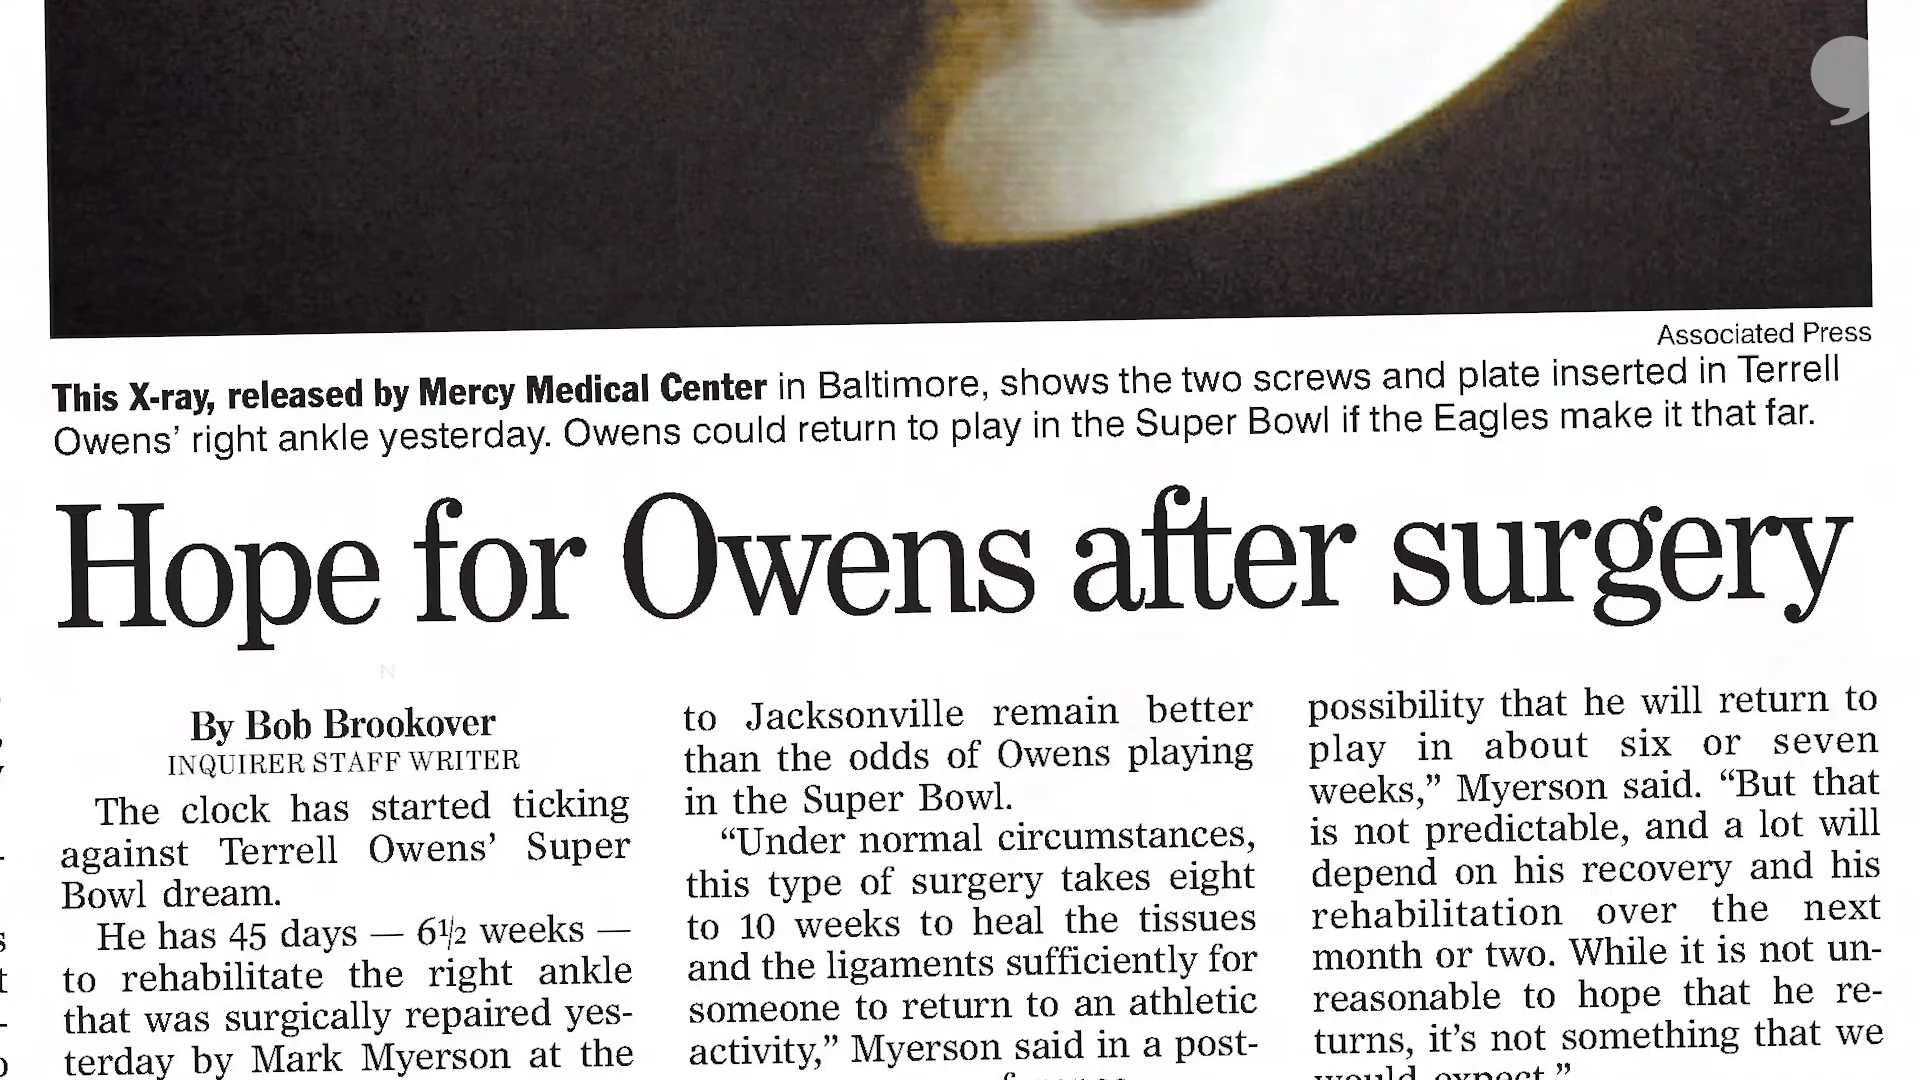 Associated Press
This X-ray, released by Mercy Medical Center in Baltimore, shows the two screws and plate inserted in Terrell
Owens’ right ankle yesterday. Owens could return to play in the Super Bowl if the Eagles make it that far.
Hope for Owens after surgery
By Bob Brookover
INQUIRER STAFF WRITER
The clock has started ticking
against Terrell Owens’ Super
Bowl dream.
He has 45 days — 6½ weeks —
to rehabilitate the right ankle
that was surgically repaired yes-
terday by Mark Myerson at the
to Jacksonville remain better
than the odds of Owens playing
in the Super Bowl.
“Under normal circumstances,
this type of surgery takes eight
to 10 weeks to heal the tissues
and the ligaments sufficiently for
someone to return to an athletic
activity,” Myerson said in a post-
possibility that he will return to
play in about six or seven
weeks,” Myerson said. “But that
is not predictable, and a lot will
depend on his recovery and his
rehabilitation over the next
month or two. While it is not un-
reasonable to hope that he re-
turns, it’s not something that we
would expect.”